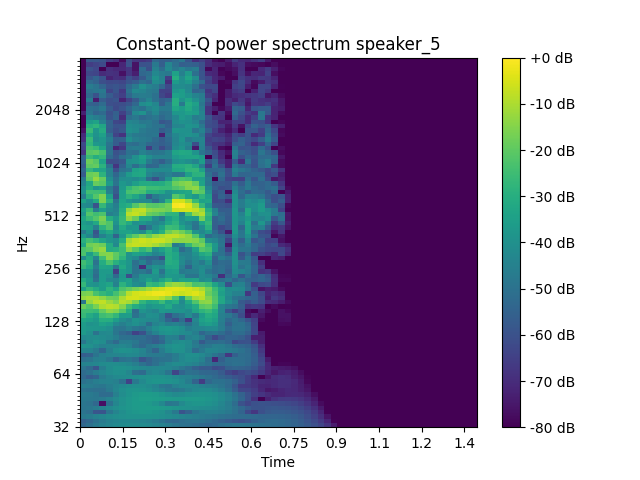 Constant-Q power spectrum speaker_5
Hz
2048
1024
512
256
128
64
32
0 0.15 0.3 0.45 0.6 0.75 0.9 1.1 1.2 1.4
Time
+0 dB
-10 dB
-20 dB
-30 dB
-40 dB
-50 dB
-60 dB
-70 dB
-80 dB